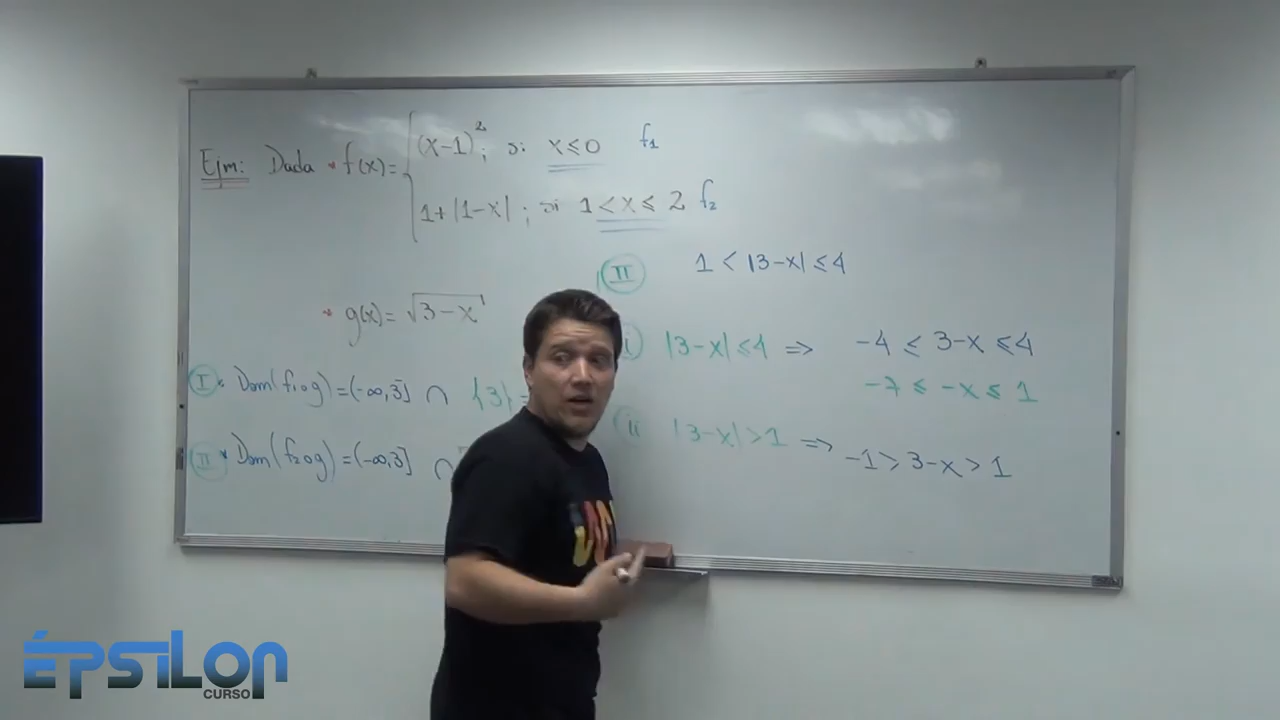 Ejm: Dada * f(x)= (x-1)²; si x≤0 f₁
1+|1-x| ; si 1<x≤2 f₂
* g(x)= √3-x
I * Dom(f₁og)=(-∞,3] ∩ {3}=
II * Dom(f₂og)=(-∞,3] ∩
II 1<|3-x|≤4
i) |3-x|≤4 ⇒ -4≤3-x≤4
-7≤-x≤1
ii |3-x|>1 ⇒ -1>3-x>1
ÉPSILON
CURSO